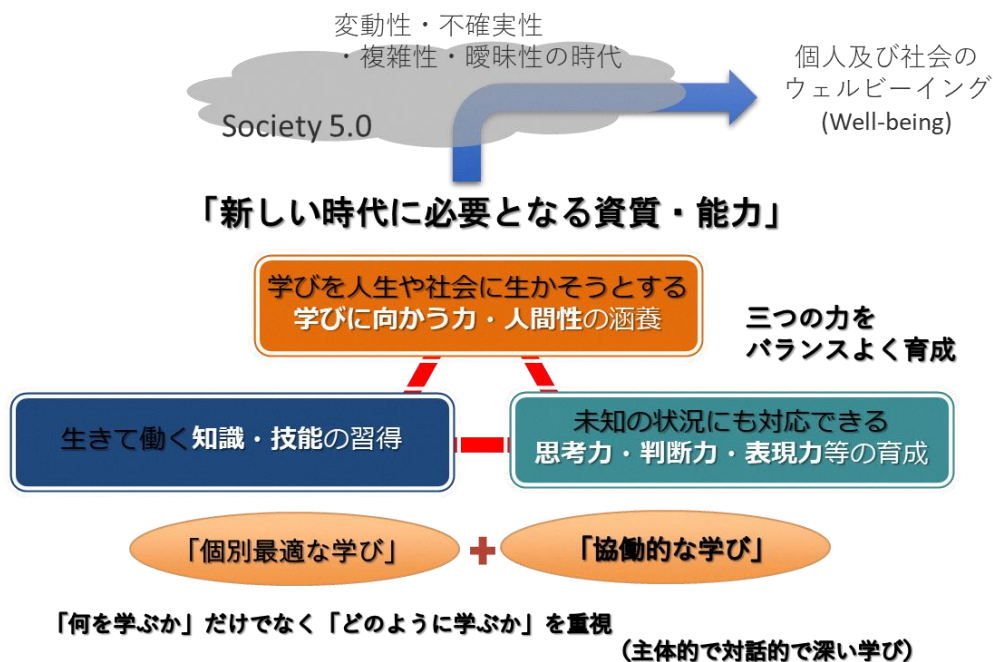 変動性・不確実性
・複雑性・曖昧性の時代
Society 5.0
個人及び社会の
ウェルビーイング
(Well-being)
「新しい時代に必要となる資質・能力」
学びを人生や社会に生かそうとする
学びに向かう力・人間性の涵養
三つの力を
バランスよく育成
生きて働く知識・技能の習得
未知の状況にも対応できる
思考力・判断力・表現力等の育成
「個別最適な学び」
+
「協働的な学び」
「何を学ぶか」だけでなく「どのように学ぶか」を重視
（主体的で対話的で深い学び）